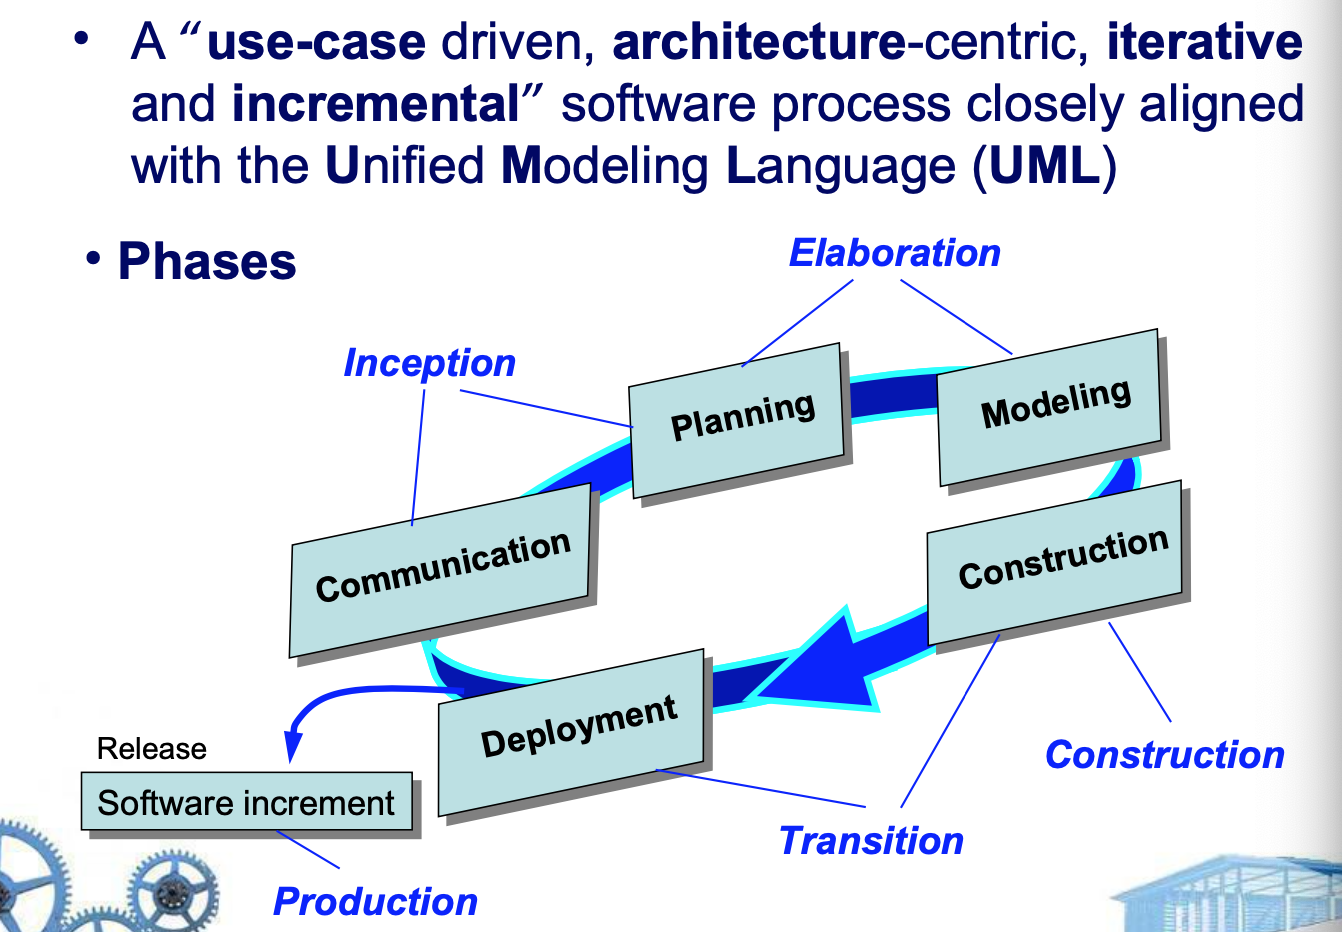 • A “use-case driven, architecture-centric, iterative
and incremental” software process closely aligned
with the Unified Modeling Language (UML)
• Phases
Elaboration
Inception
Planning
Modeling
Communication
Construction
Deployment
Release
Software increment
Construction
Transition
Production